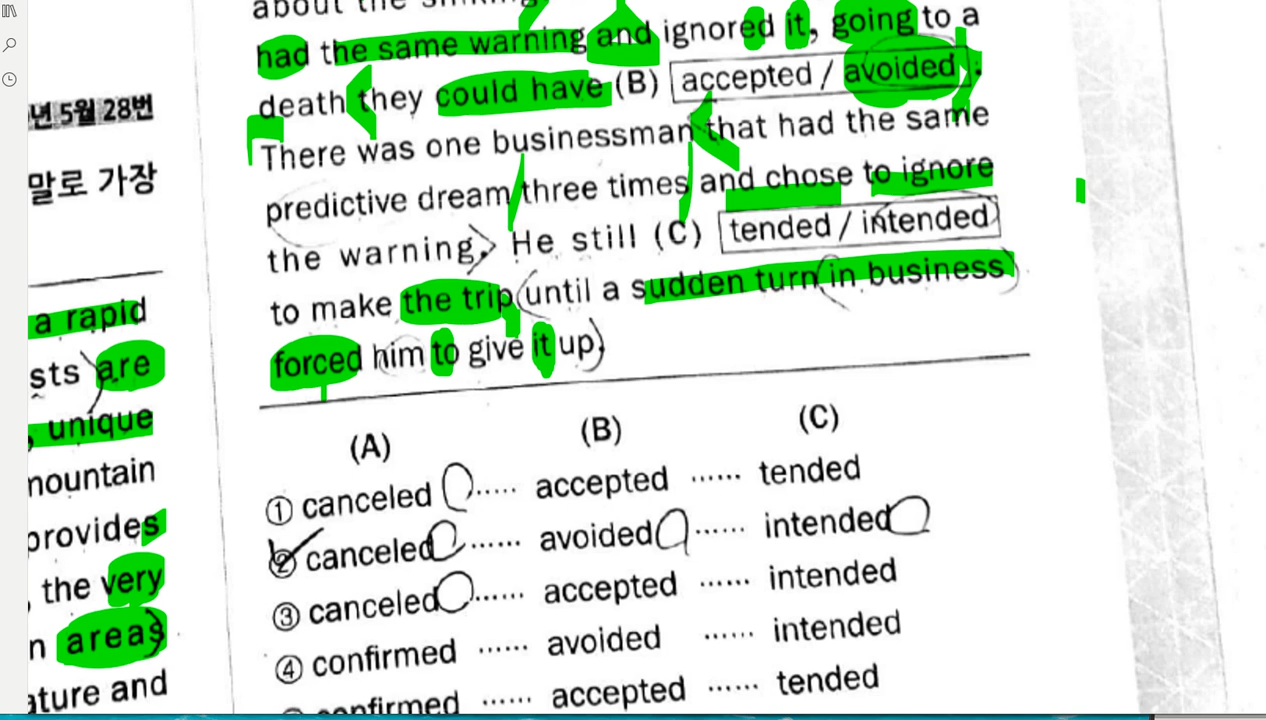 about the
had the same warning and ignored it, going to a
death they could have (B) accepted / avoided .
There was one businessman that had the same
predictive dream three times and chose to ignore
the warning. He still (C) tended / intended
to make the trip until a sudden turn in business
forced him to give it up.
(A) (B) (C)
① canceled ······ accepted ······ tended
② canceled ······ avoided ······ intended
③ canceled ······ accepted ······ intended
④ confirmed ······ avoided ······ intended
confirmed ······ accepted ······ tended
년 5월 28번
말로 가장
a rapid
sts are
, unique
mountain
provides
, the very
n areas
ature and